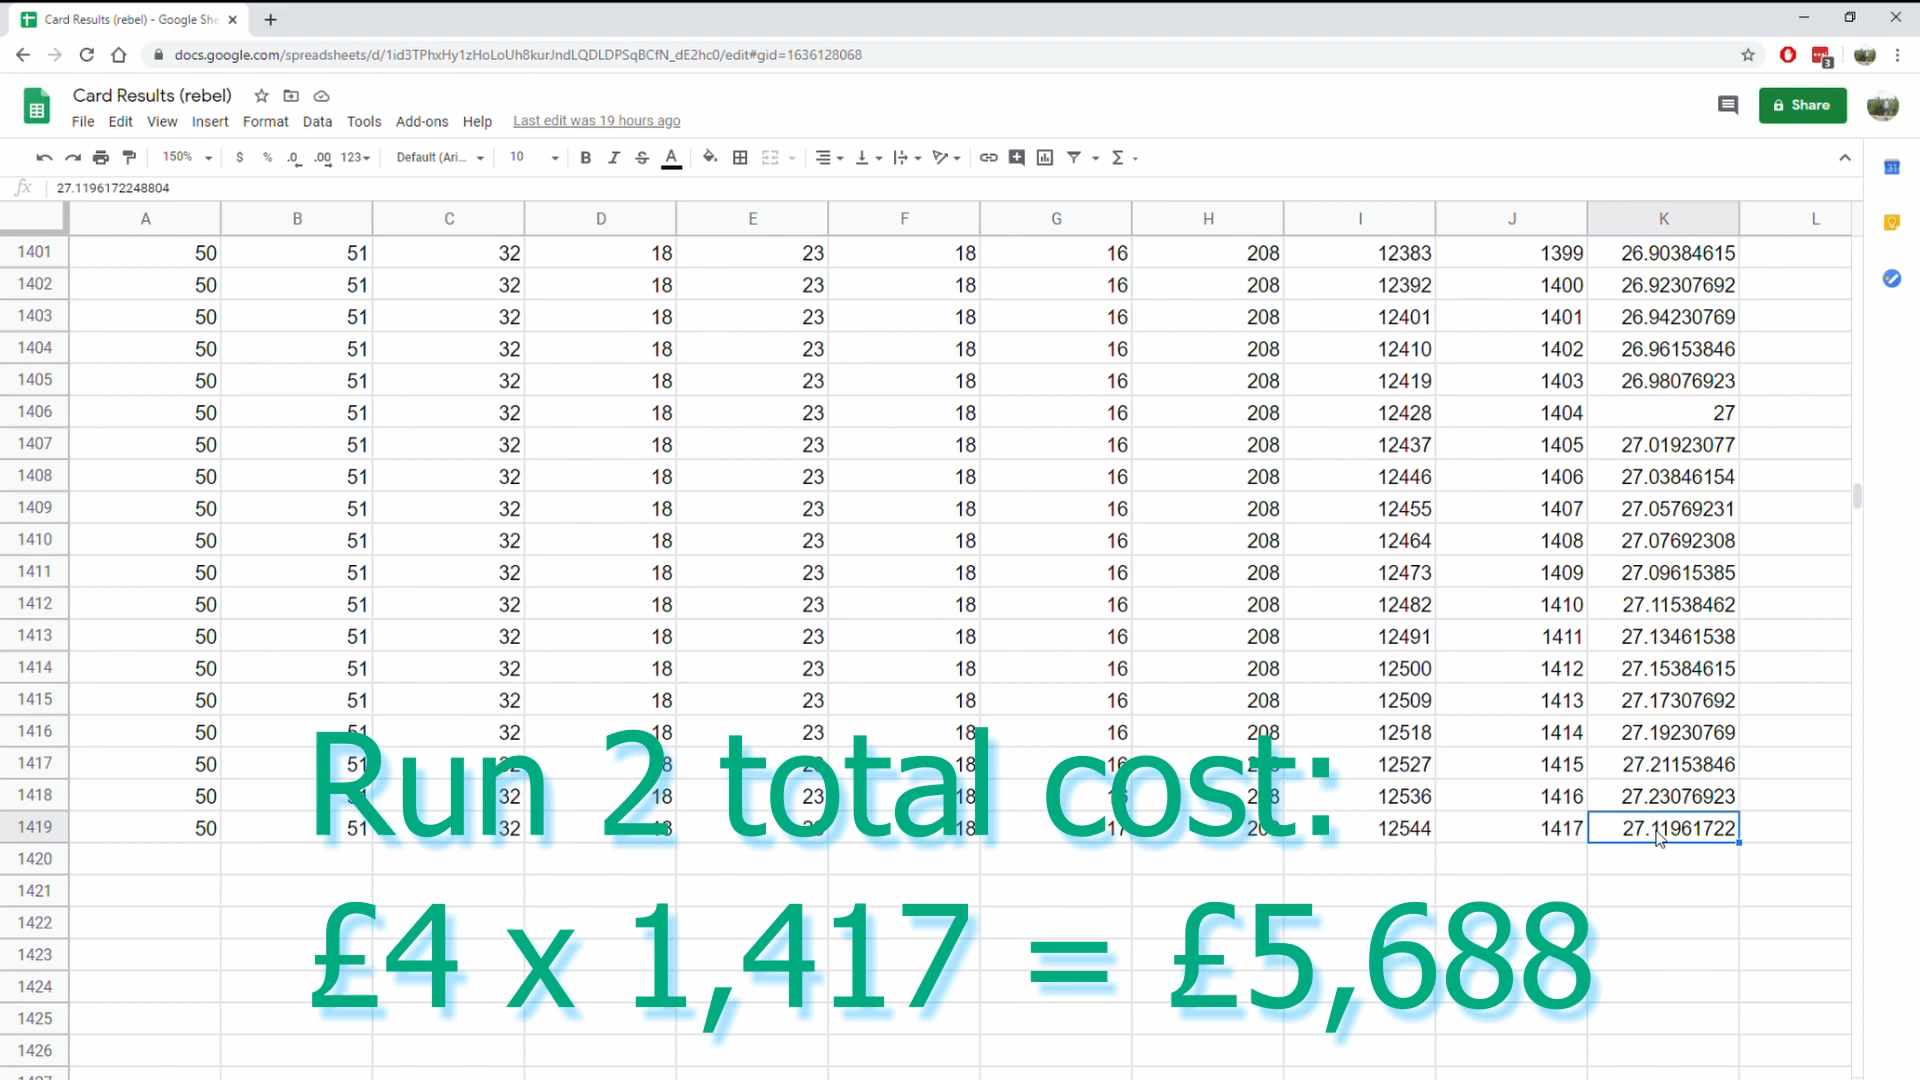 Card Results (rebel) - Google She
docs.google.com/spreadsheets/d/1id3TPhxHy1zHoLoUh8kurJndLQDLDPSqBCfN_dE2hc0/edit#gid=1636128068
3
Card Results (rebel)
Share
File Edit View Insert Format Data Tools Add-ons Help Last edit was 19 hours ago
150% $ % .0 .00 123 Default (Ari... 10 B I S A Σ
31
fx 27.1196172248804
A B C D E F G H I J K L
1401 50 51 32 18 23 18 16 208 12383 1399 26.90384615
1402 50 51 32 18 23 18 16 208 12392 1400 26.92307692
1403 50 51 32 18 23 18 16 208 12401 1401 26.94230769
1404 50 51 32 18 23 18 16 208 12410 1402 26.96153846
1405 50 51 32 18 23 18 16 208 12419 1403 26.98076923
1406 50 51 32 18 23 18 16 208 12428 1404 27
1407 50 51 32 18 23 18 16 208 12437 1405 27.01923077
1408 50 51 32 18 23 18 16 208 12446 1406 27.03846154
1409 50 51 32 18 23 18 16 208 12455 1407 27.05769231
1410 50 51 32 18 23 18 16 208 12464 1408 27.07692308
1411 50 51 32 18 23 18 16 208 12473 1409 27.09615385
1412 50 51 32 18 23 18 16 208 12482 1410 27.11538462
1413 50 51 32 18 23 18 16 208 12491 1411 27.13461538
1414 50 51 32 18 23 18 16 208 12500 1412 27.15384615
1415 50 51 32 18 23 18 16 208 12509 1413 27.17307692
1416 50 51 32 18 23 18 16 208 12518 1414 27.19230769
1417 50 51 18 12527 1415 27.21153846
1418 50 32 23 18 12536 1416 27.23076923
1419 50 51 32 18 12544 1417 27.11961722
Run 2 total cost:
1420
1421
1422
1423
£4 x 1,417 = £5,688
1424
1425
1426